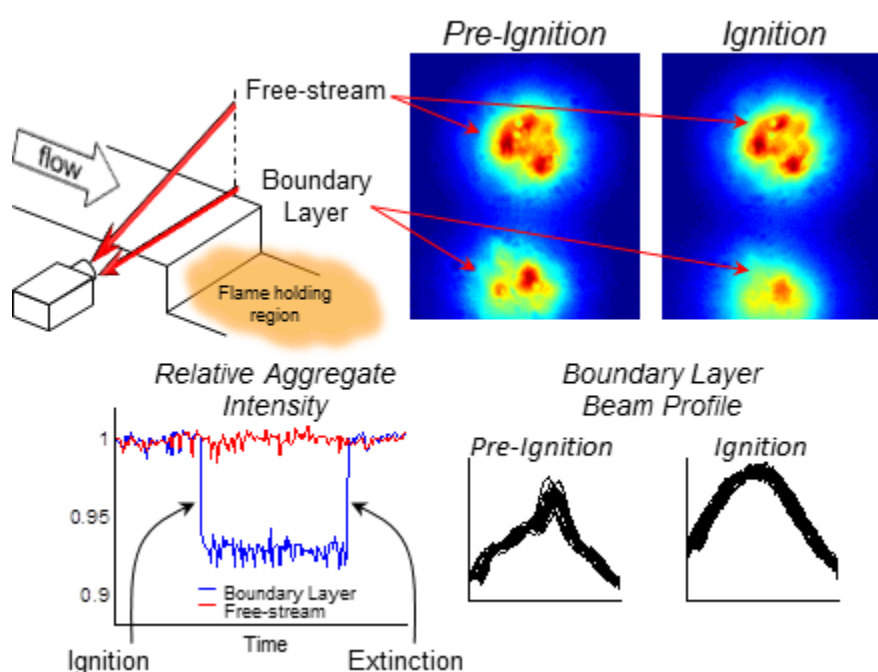 Pre-Ignition
Ignition
Free-stream
flow
Boundary
Layer
Flame holding
region
Relative Aggregate
Intensity
1
0.95
0.9
Boundary Layer
Free-stream
Time
Ignition
Extinction
Boundary Layer
Beam Profile
Pre-Ignition
Ignition